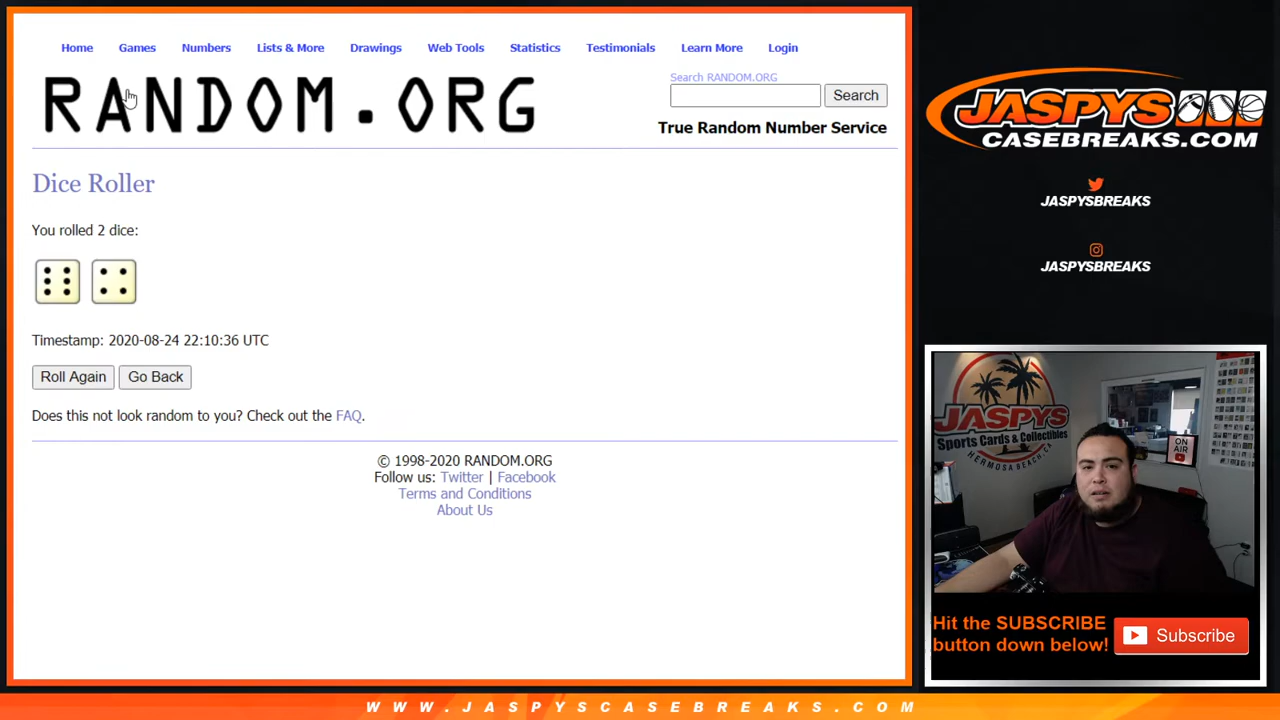 Home Games Numbers Lists & More Drawings Web Tools Statistics Testimonials Learn More Login
RANDOM.ORG
Search RANDOM.ORG
Search
True Random Number Service
Dice Roller
You rolled 2 dice:
Timestamp: 2020-08-24 22:10:36 UTC
Roll Again Go Back
Does this not look random to you? Check out the FAQ.
© 1998-2020 RANDOM.ORG
Follow us: Twitter | Facebook
Terms and Conditions
About Us
JASPYS
CASEBREAKS.COM
JASPYSBREAKS
JASPYSBREAKS
JASPYS
Sports Cards & Collectibles
HERMOSA BEACH, CA
ON AIR
Hit the SUBSCRIBE
button down below!
Subscribe
WWW.JASPYSCASEBREAKS.COM